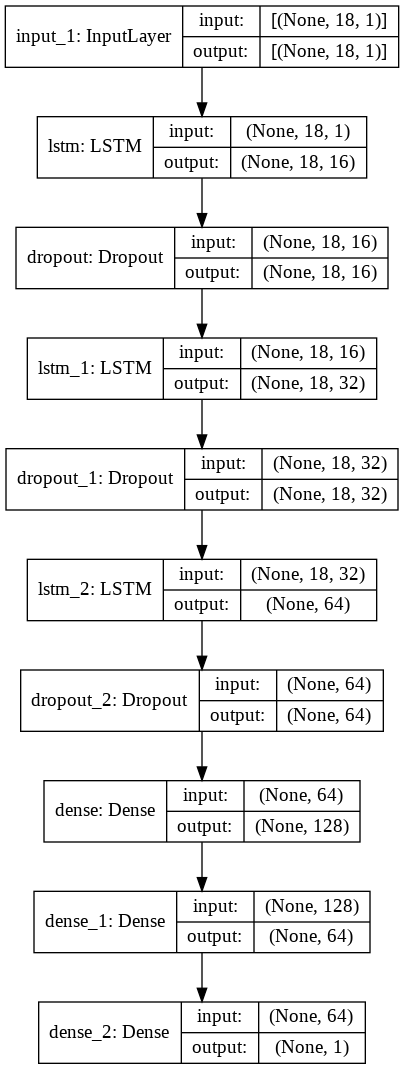 input_1: InputLayer
input: [(None, 18, 1)]
output: [(None, 18, 1)]
lstm: LSTM
input: (None, 18, 1)
output: (None, 18, 16)
dropout: Dropout
input: (None, 18, 16)
output: (None, 18, 16)
lstm_1: LSTM
input: (None, 18, 16)
output: (None, 18, 32)
dropout_1: Dropout
input: (None, 18, 32)
output: (None, 18, 32)
lstm_2: LSTM
input: (None, 18, 32)
output: (None, 64)
dropout_2: Dropout
input: (None, 64)
output: (None, 64)
dense: Dense
input: (None, 64)
output: (None, 128)
dense_1: Dense
input: (None, 128)
output: (None, 64)
dense_2: Dense
input: (None, 64)
output: (None, 1)